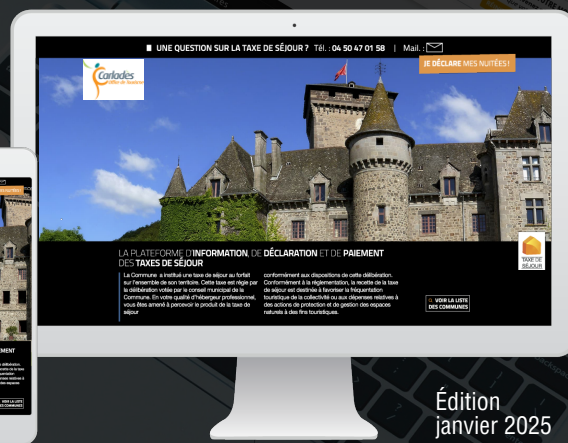 UNE QUESTION SUR LA TAXE DE SÉJOUR ? Tél. : 04 50 47 01 58 | Mail. :
JE DÉCLARE MES NUITÉES !
Carladès
Office de Tourisme
LA PLATEFORME D'INFORMATION, DE DÉCLARATION ET DE PAIEMENT
DES TAXES DE SÉJOUR
La Commune a institué une taxe de séjour au forfait
sur l'ensemble de son territoire. Cette taxe est régie par
la délibération votée par le conseil municipal de la
Commune. En votre qualité d'hébergeur professionnel,
vous êtes amené à percevoir le produit de la taxe de
séjour
conformément aux dispositions de cette délibération.
Conformément à la règlementation, la recette de la taxe
de séjour est destinée à favoriser la fréquentation
touristique de la collectivité ou aux dépenses relatives à
des actions de protection et de gestion des espaces
naturels à des fins touristiques.
TAXE DE
SÉJOUR
VOIR LA LISTE
DES COMMUNES
Édition
janvier 2025